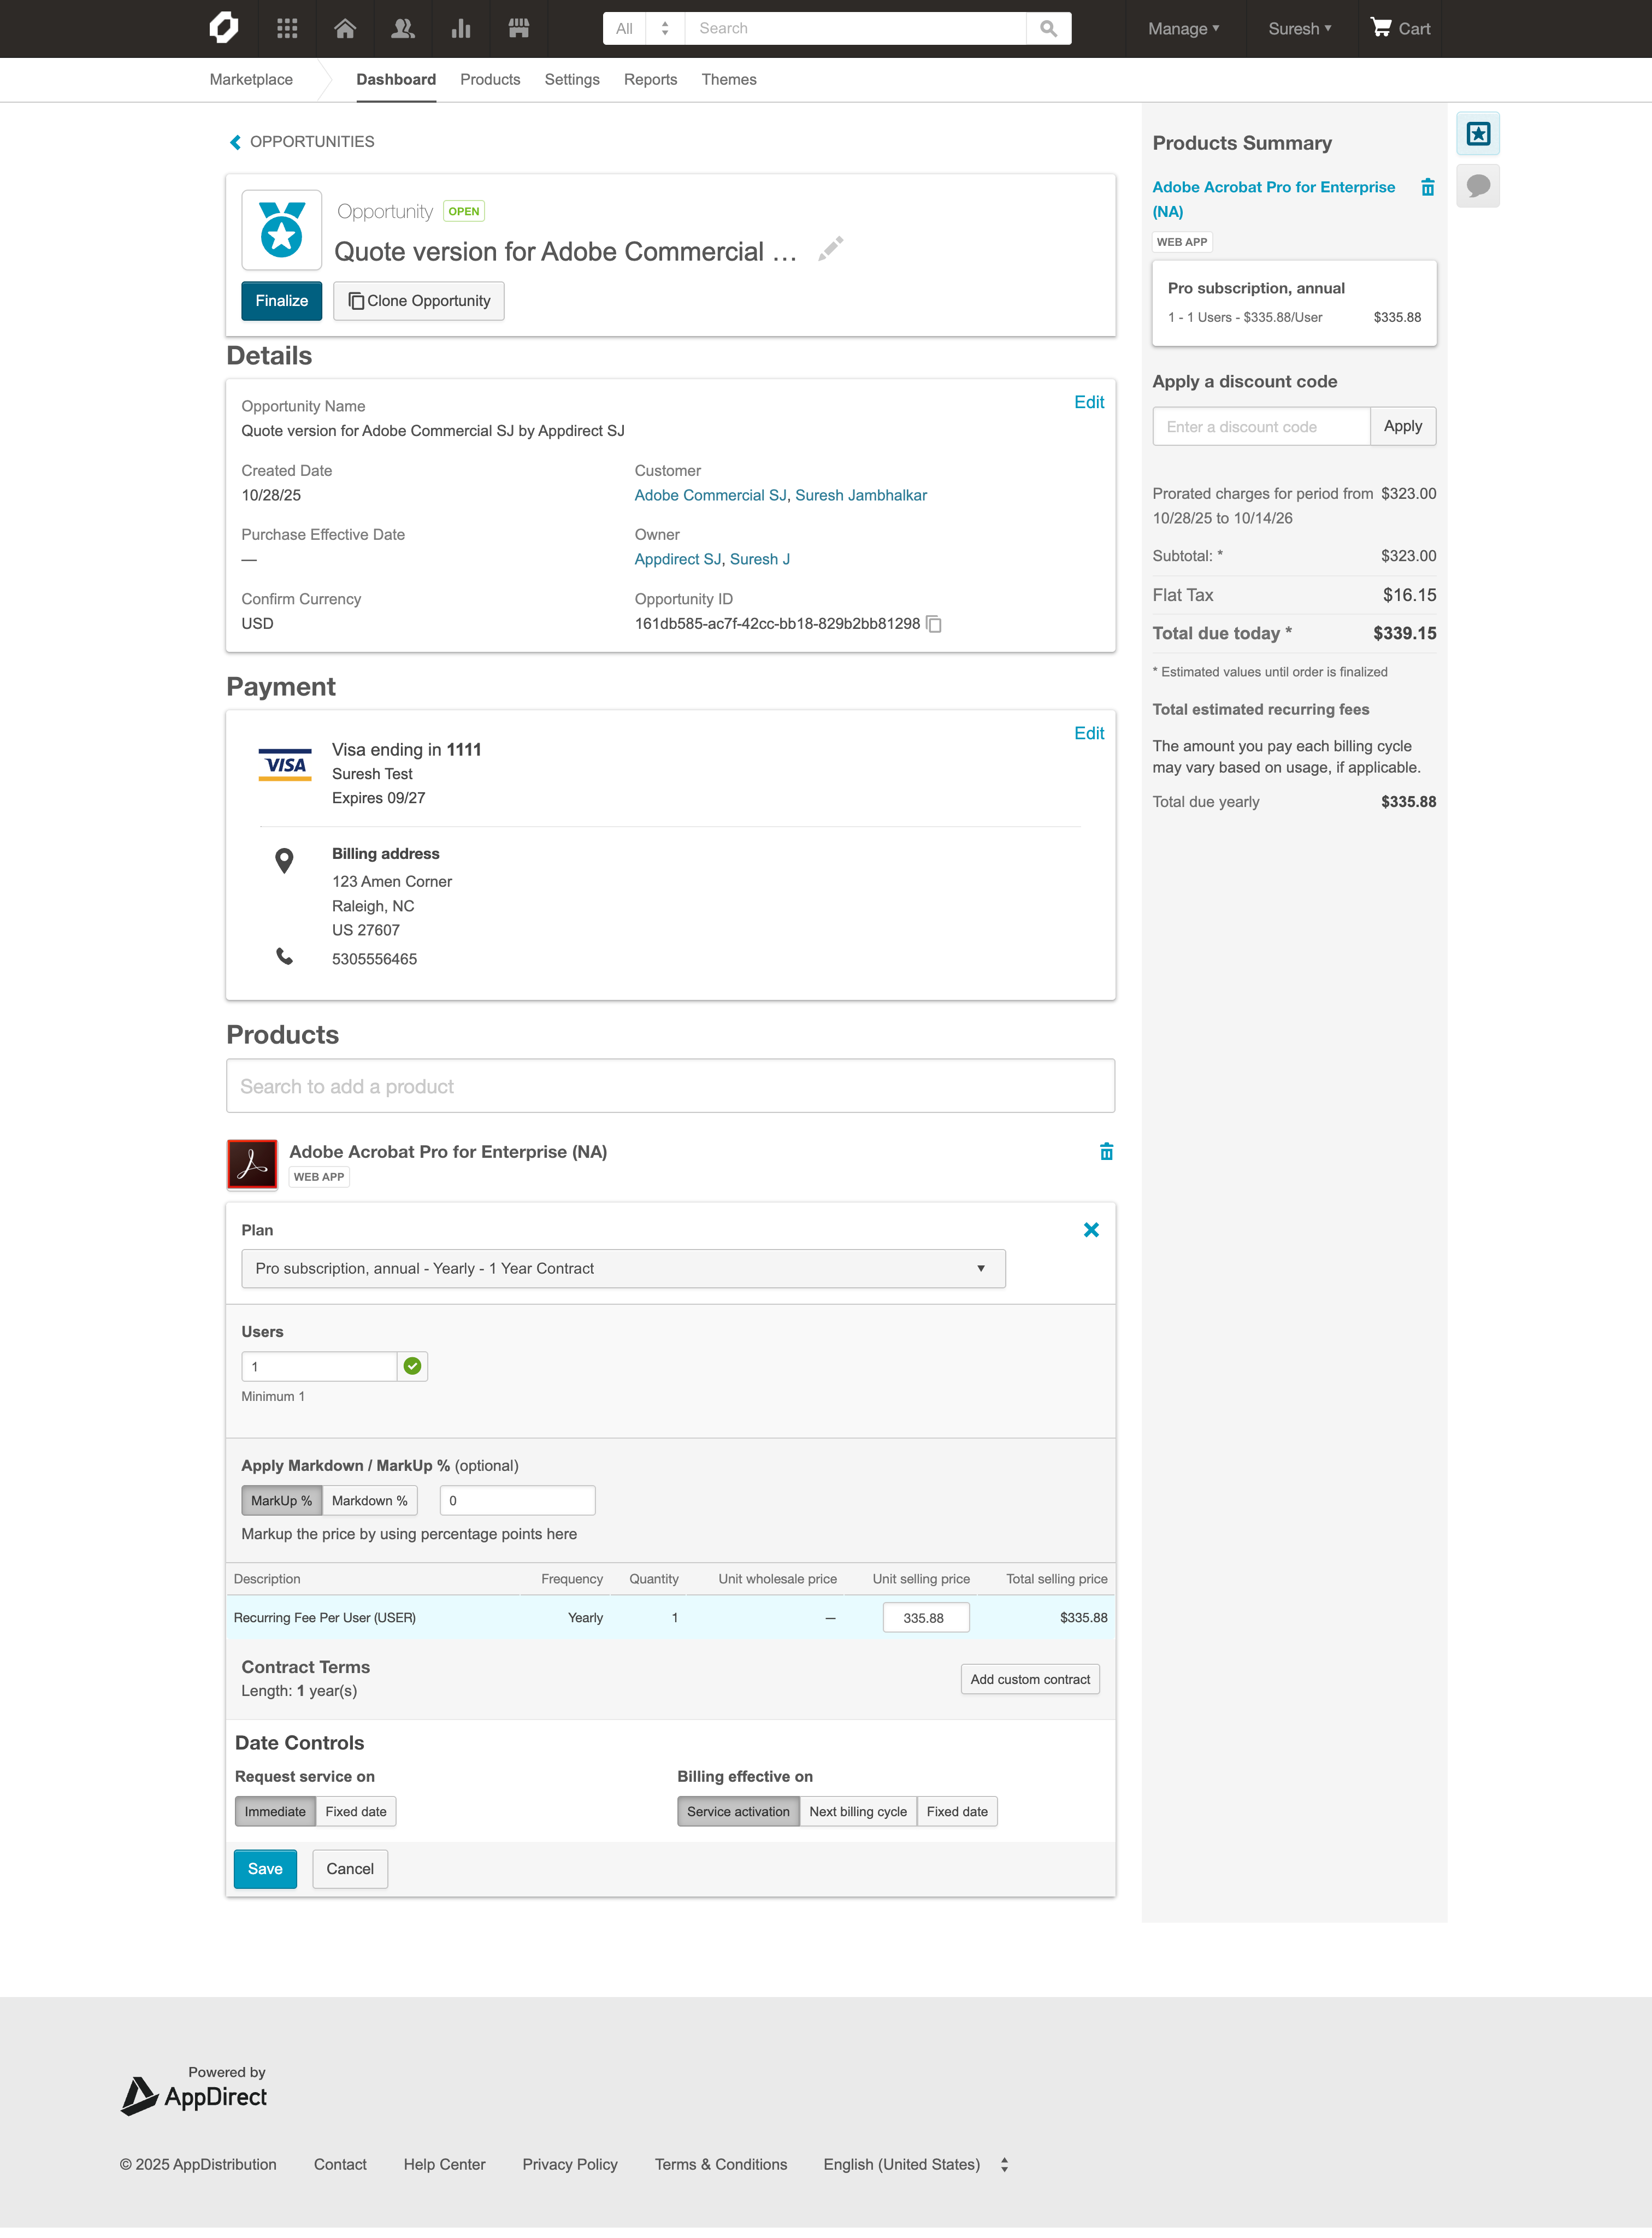 All
Search
Manage
Suresh
Cart
Marketplace
Dashboard
Products
Settings
Reports
Themes
OPPORTUNITIES
Opportunity OPEN
Quote version for Adobe Commercial ...
Finalize
Clone Opportunity
Details
Edit
Opportunity Name
Quote version for Adobe Commercial SJ by Appdirect SJ
Created Date
10/28/25
Customer
Adobe Commercial SJ, Suresh Jambhalkar
Purchase Effective Date
—
Owner
Appdirect SJ, Suresh J
Confirm Currency
USD
Opportunity ID
161db585-ac7f-42cc-bb18-829b2bb81298
Payment
Edit
VISA
Visa ending in 1111
Suresh Test
Expires 09/27
Billing address
123 Amen Corner
Raleigh, NC
US 27607
5305556465
Products
Search to add a product
Adobe Acrobat Pro for Enterprise (NA)
WEB APP
Plan
Pro subscription, annual - Yearly - 1 Year Contract
Users
1
Minimum 1
Apply Markdown / MarkUp % (optional)
MarkUp % Markdown % 0
Markup the price by using percentage points here
Description Frequency Quantity Unit wholesale price Unit selling price Total selling price
Recurring Fee Per User (USER) Yearly 1 — 335.88 $335.88
Contract Terms
Length: 1 year(s)
Add custom contract
Date Controls
Request service on
Immediate Fixed date
Billing effective on
Service activation Next billing cycle Fixed date
Save Cancel
Products Summary
Adobe Acrobat Pro for Enterprise
(NA)
WEB APP
Pro subscription, annual
1 - 1 Users - $335.88/User $335.88
Apply a discount code
Enter a discount code Apply
Prorated charges for period from $323.00
10/28/25 to 10/14/26
Subtotal: * $323.00
Flat Tax $16.15
Total due today * $339.15
* Estimated values until order is finalized
Total estimated recurring fees
The amount you pay each billing cycle
may vary based on usage, if applicable.
Total due yearly $335.88
Powered by
AppDirect
© 2025 AppDistribution
Contact
Help Center
Privacy Policy
Terms & Conditions
English (United States)